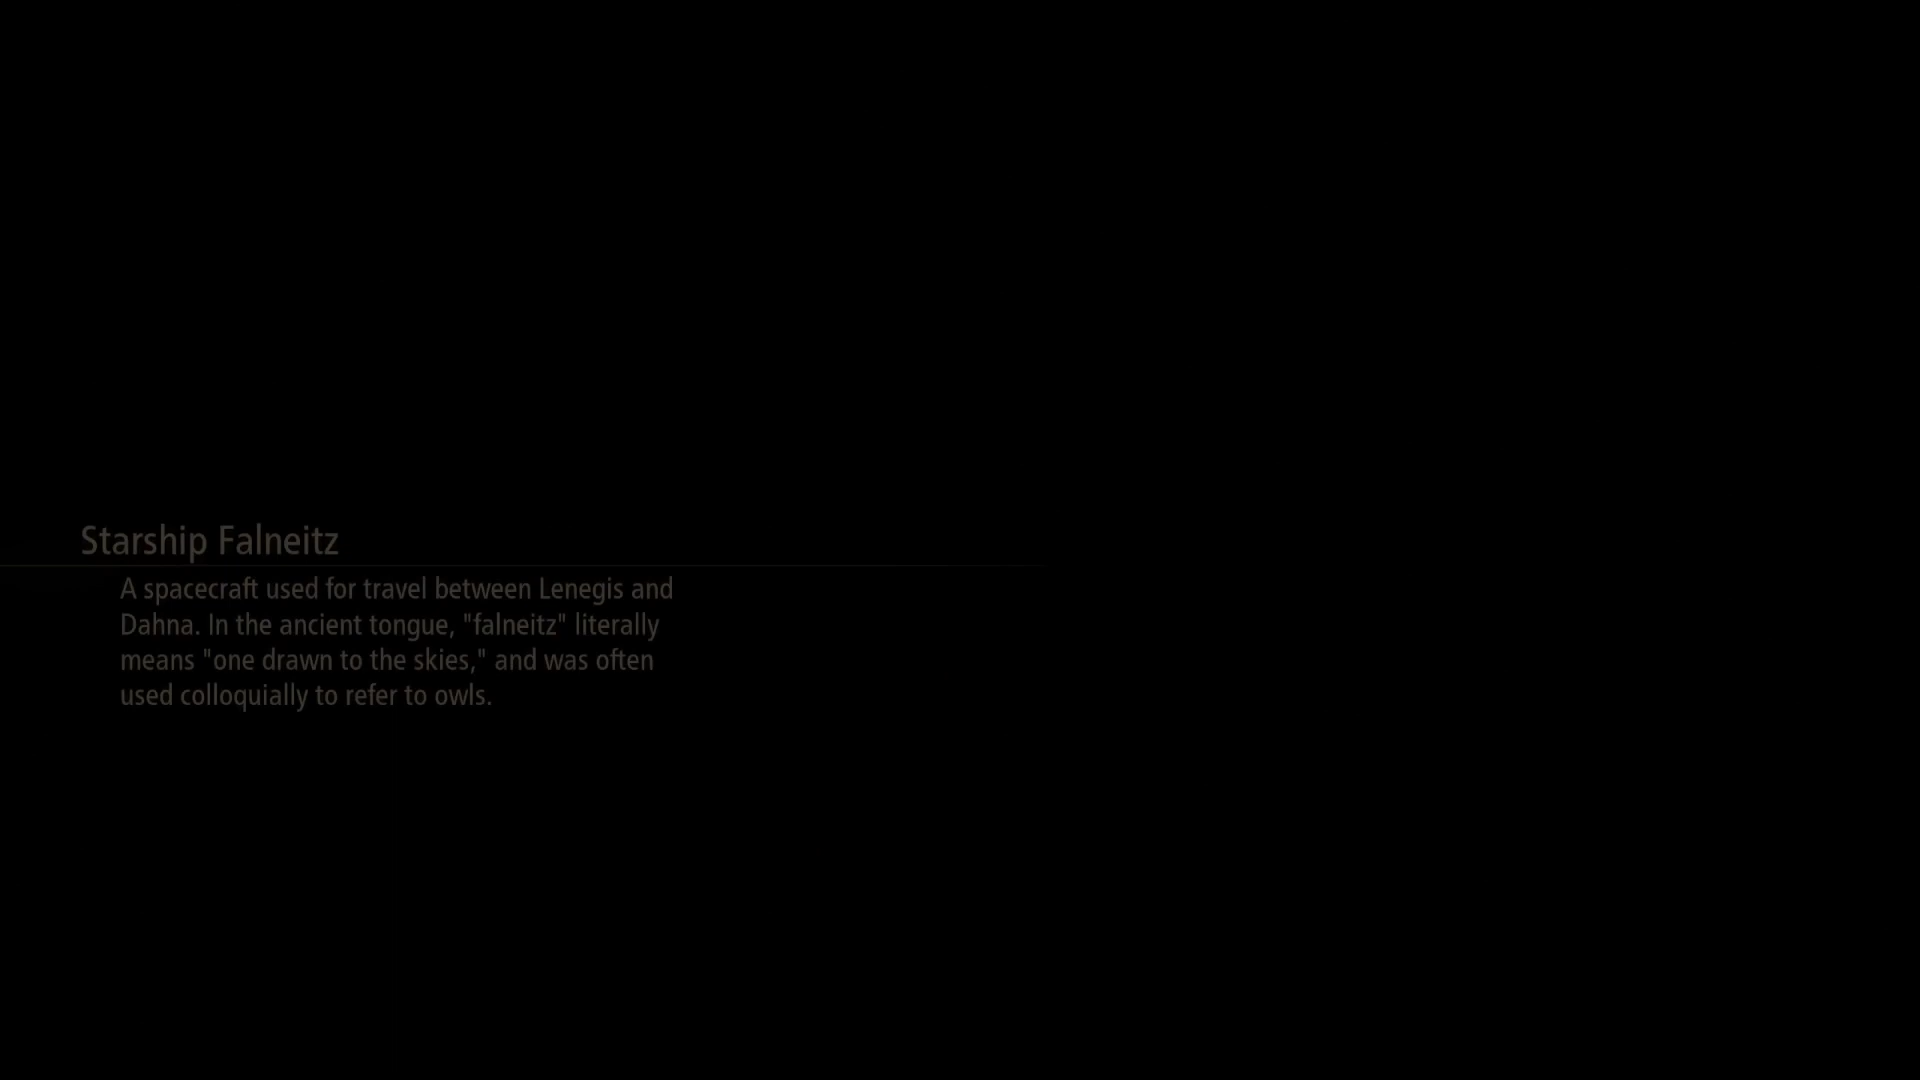 Starship Falneitz
A spacecraft used for travel between Lenegis and
Dahna. In the ancient tongue, "falneitz" literally
means "one drawn to the skies," and was often
used colloquially to refer to owls.